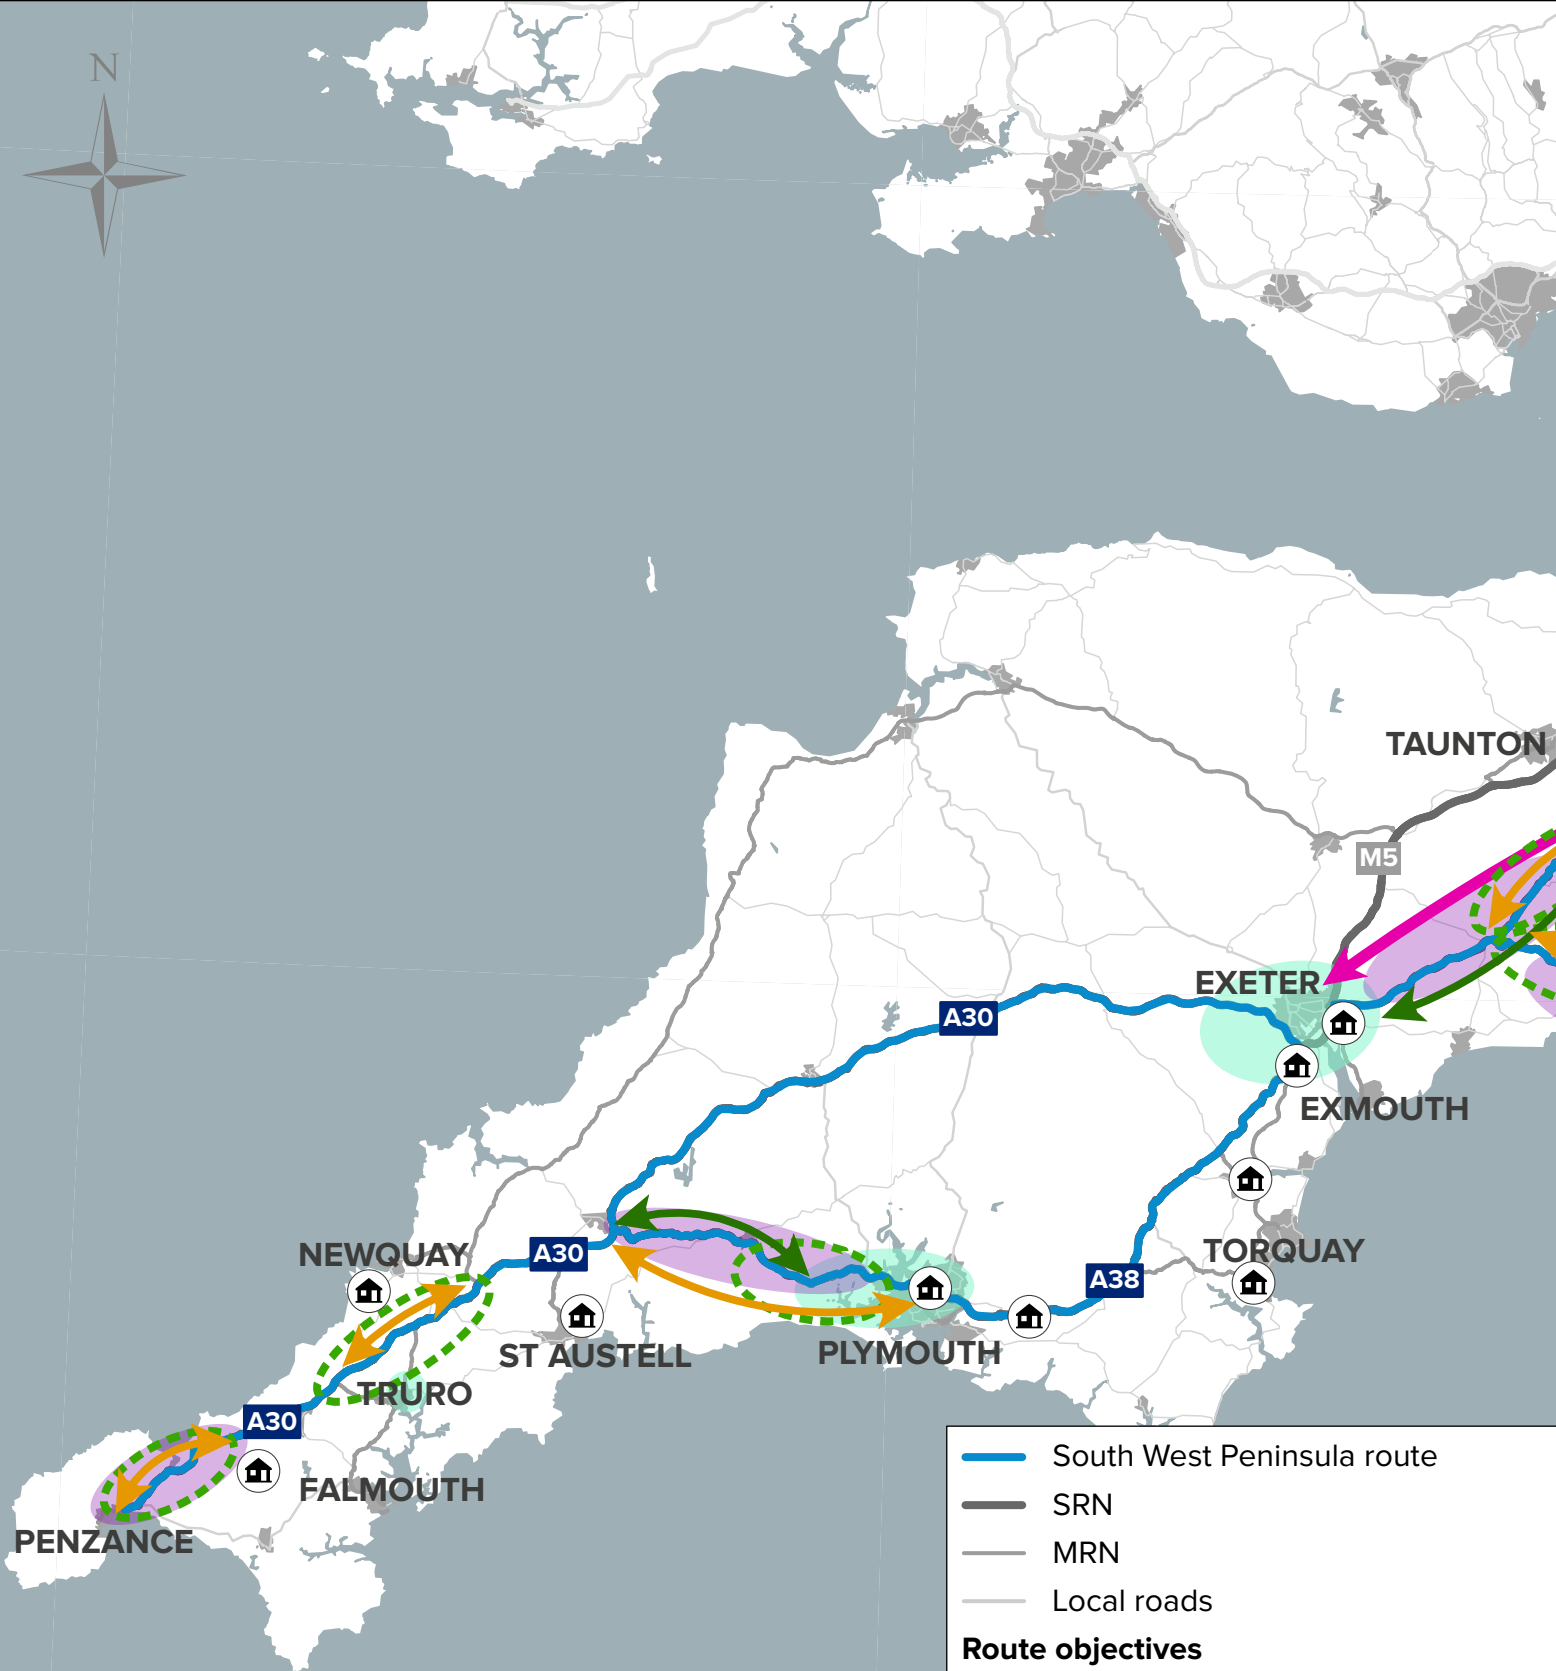 N
TAUNTON
M5
EXETER
A30
EXMOUTH
NEWQUAY
A30
TORQUAY
A38
ST AUSTELL
PLYMOUTH
TRURO
A30
FALMOUTH
PENZANCE
South West Peninsula route
SRN
MRN
Local roads
Route objectives